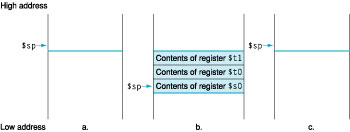 High address
$sp
$sp
Contents of register $t1
Contents of register $t0
$sp
Contents of register $s0
Low address a. b. c.